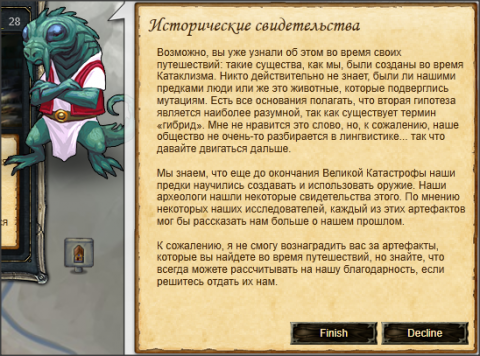 28
Исторические свидетельства
Возможно, вы уже узнали об этом во время своих
путешествий: такие существа, как мы, были созданы во время
Катаклизма. Никто действительно не знает, были ли нашими
предками люди или же это животные, которые подверглись
мутациям. Есть все основания полагать, что вторая гипотеза
является наиболее разумной, так как существует термин
«гибрид». Мне не нравится это слово, но, к сожалению, наше
общество не очень-то разбирается в лингвистике... так что
давайте двигаться дальше.
Мы знаем, что еще до окончания Великой Катастрофы наши
предки научились создавать и использовать оружие. Наши
археологи нашли некоторые свидетельства этого. По мнению
некоторых наших исследователей, каждый из этих артефактов
мог бы рассказать нам больше о нашем прошлом.
К сожалению, я не смогу вознаградить вас за артефакты,
которые вы найдете во время путешествий, но знайте, что
всегда можете рассчитывать на нашу благодарность, если
решитесь отдать их нам.
Finish
Decline